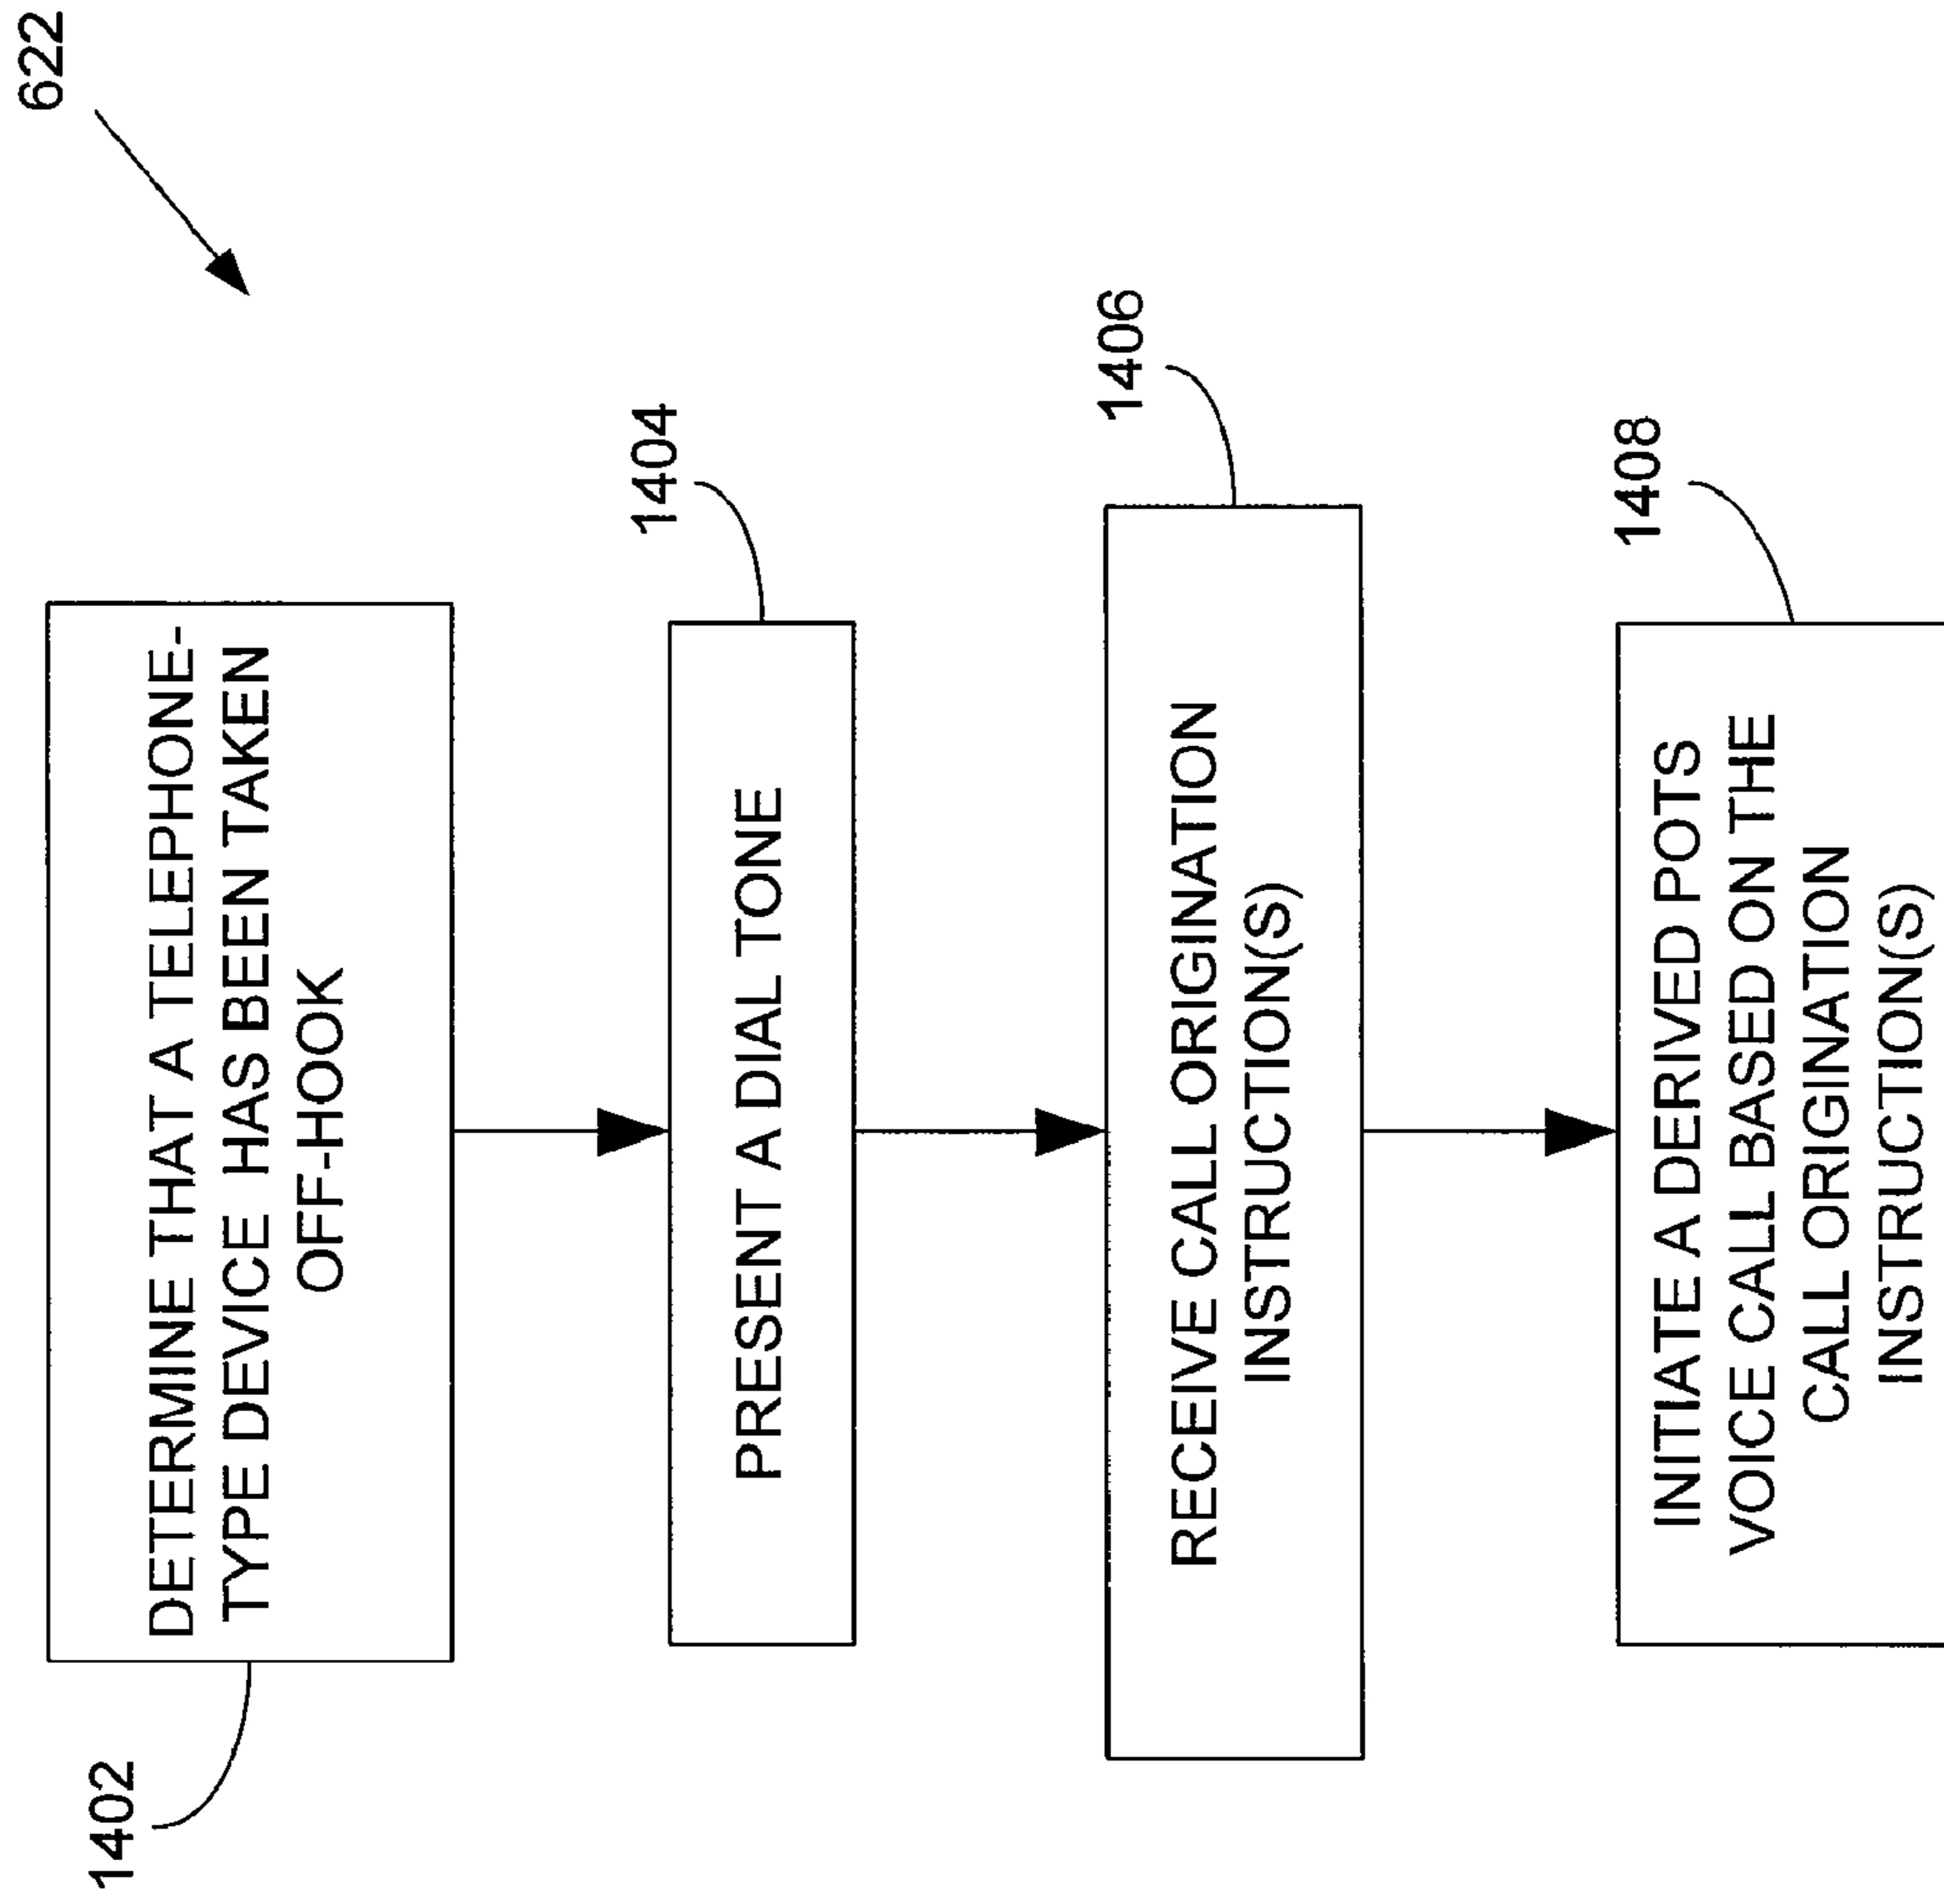 622
1402
DETERMINE THAT A TELEPHONE-
TYPE DEVICE HAS BEEN TAKEN
OFF-HOOK
1404
PRESENT A DIAL TONE
1406
RECEIVE CALL ORIGINATION
INSTRUCTION(S)
1408
INITIATE A DERIVED POTS
VOICE CALL BASED ON THE
CALL ORIGINATION
INSTRUCTION(S)